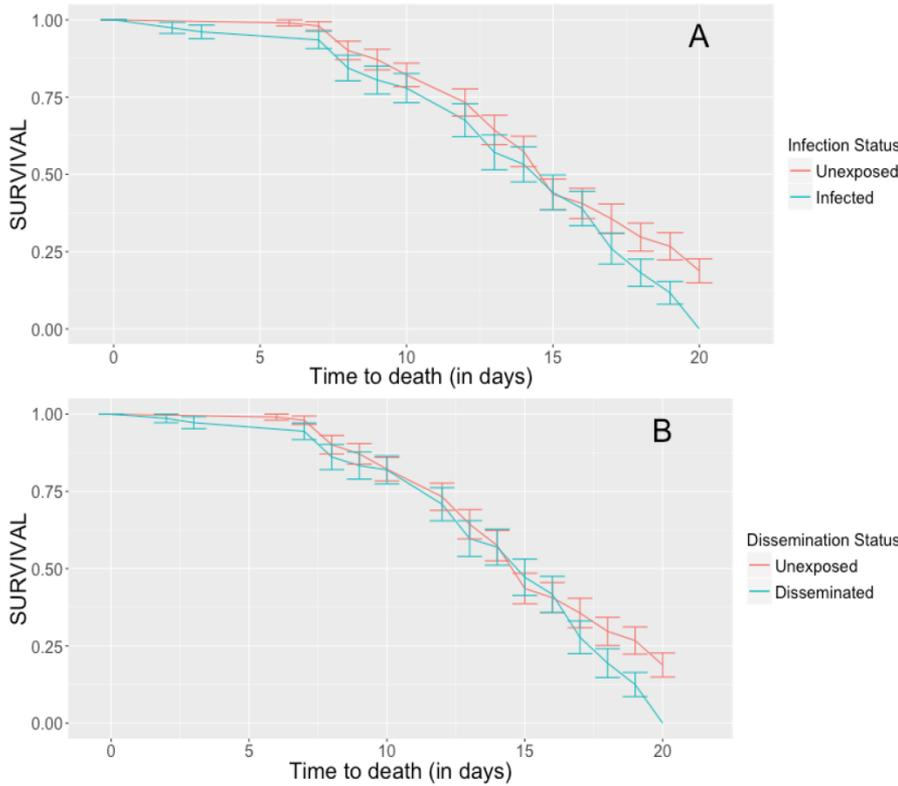 A
1.00
0.75
0.50
0.25
0.00
SURVIVAL
0 5 10 15 20
Time to death (in days)
Infection Status
Unexposed
Infected
B
1.00
0.75
0.50
0.25
0.00
SURVIVAL
0 5 10 15 20
Time to death (in days)
Dissemination Status
Unexposed
Disseminated